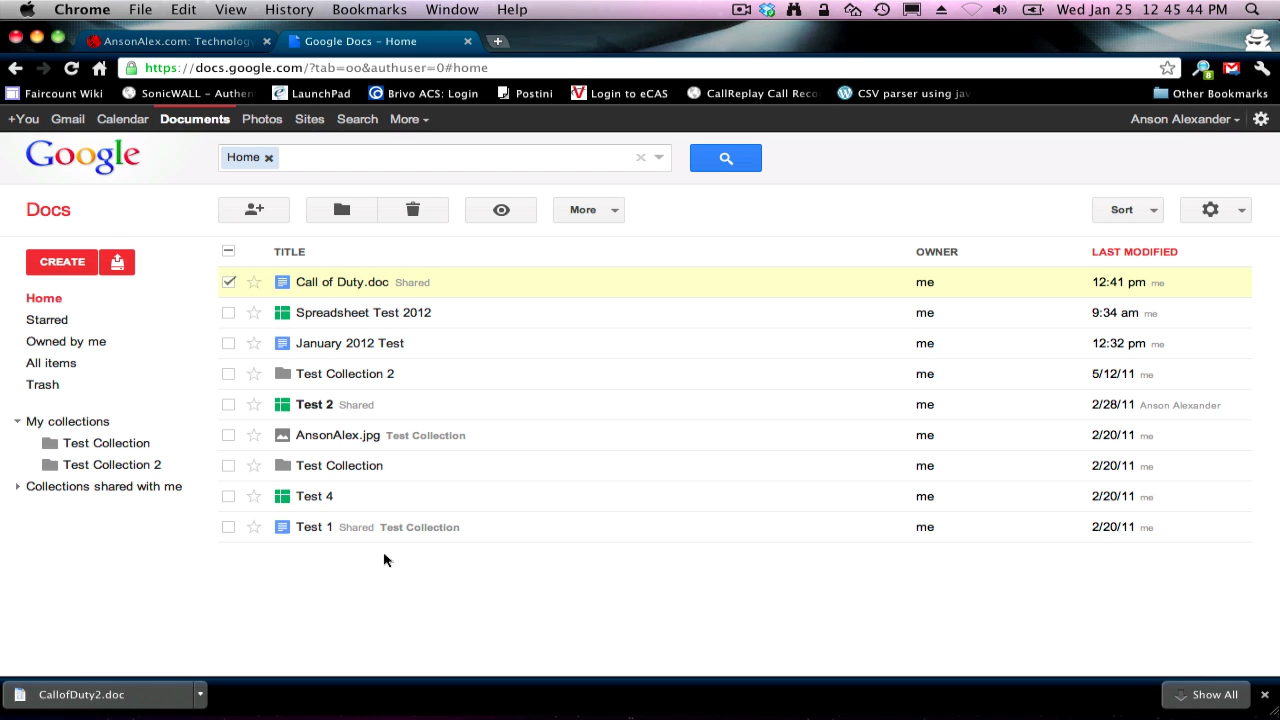 Chrome File Edit View History Bookmarks Window Help Wed Jan 25 12:45:44 PM
AnsonAlex.com: Technology Google Docs - Home
https://docs.google.com/?tab=oo&authuser=0#home
Faircount Wiki SonicWALL - Authen LaunchPad Brivo ACS: Login Postini Login to eCAS CallReplay Call Reco CSV parser using jav Other Bookmarks
+You Gmail Calendar Documents Photos Sites Search More Anson Alexander
Google Home
Docs More Sort
TITLE OWNER LAST MODIFIED
CREATE
Call of Duty.doc Shared me 12:41 pm me
Home
Spreadsheet Test 2012 me 9:34 am me
Starred
Owned by me
January 2012 Test me 12:32 pm me
All items
Test Collection 2 me 5/12/11 me
Trash
Test 2 Shared me 2/28/11 Anson Alexander
My collections
AnsonAlex.jpg Test Collection me 2/20/11 me
Test Collection
Test Collection me 2/20/11 me
Test Collection 2
Collections shared with me
Test 4 me 2/20/11 me
Test 1 Shared Test Collection me 2/20/11 me
CallofDuty2.doc Show All